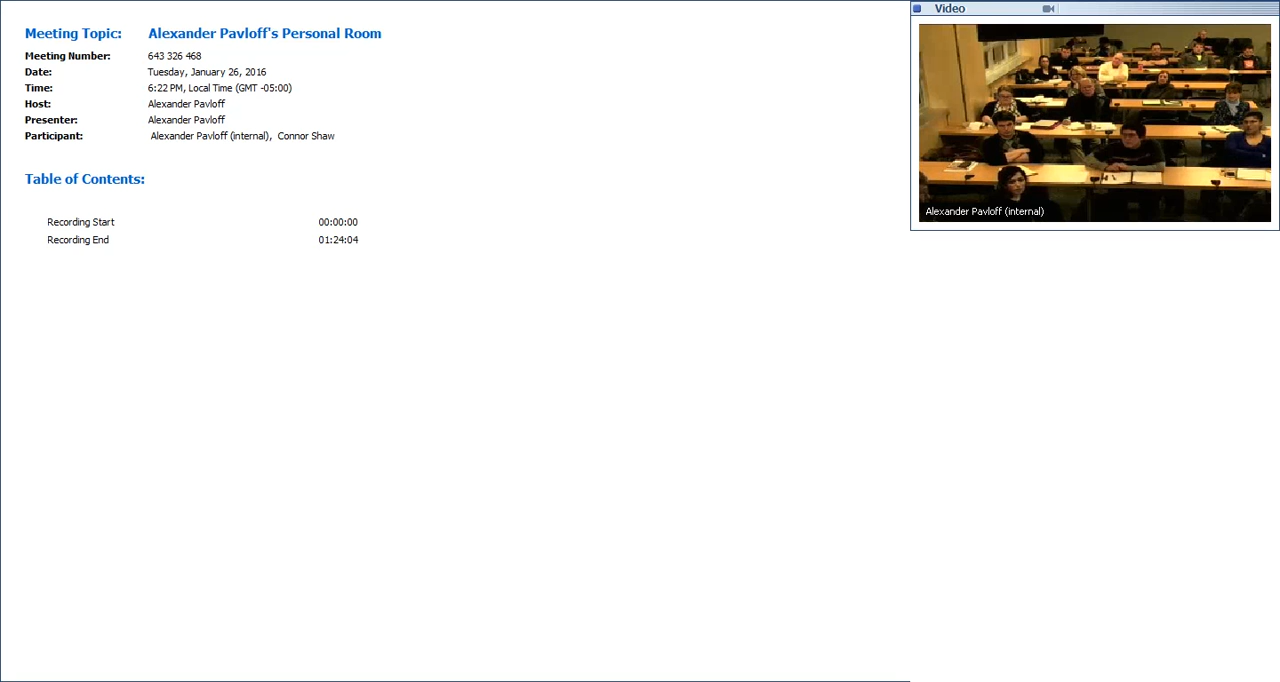 Meeting Topic: Alexander Pavloff's Personal Room
Meeting Number: 643 326 468
Date: Tuesday, January 26, 2016
Time: 6:22 PM, Local Time (GMT -05:00)
Host: Alexander Pavloff
Presenter: Alexander Pavloff
Participant: Alexander Pavloff (internal), Connor Shaw
Table of Contents:
Recording Start 00:00:00
Recording End 01:24:04
Video
Alexander Pavloff (internal)